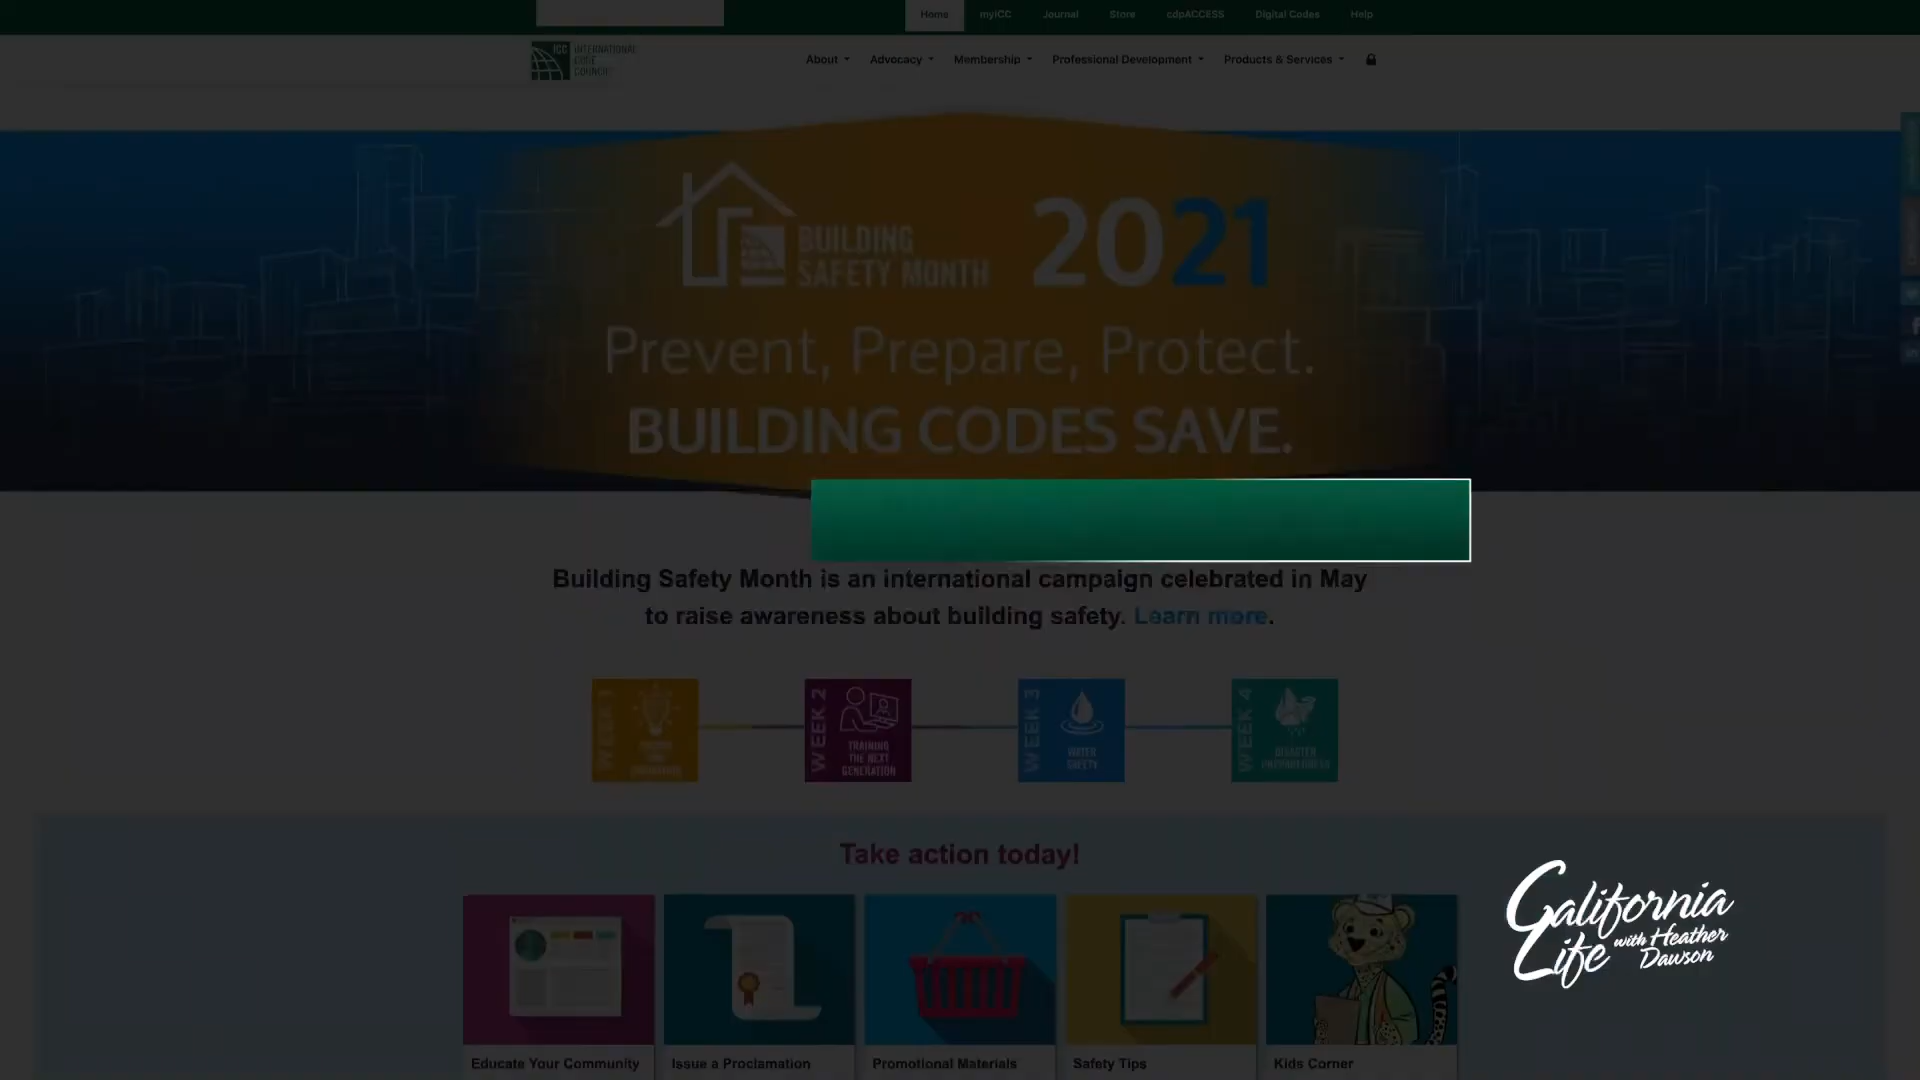 Home myICC Journal Store cdpACCESS Digital Codes Help
ICC INTERNATIONAL
CODE
COUNCIL
About Advocacy Membership Professional Development Products & Services
BUILDING
SAFETY MONTH
2021
Prevent, Prepare, Protect.
BUILDING CODES SAVE.
Building Safety Month is an international campaign celebrated in May
to raise awareness about building safety. Learn more.
WEEK 1
WEEK 2
TRAINING
THE NEXT
GENERATION
WEEK 3
WATER
SAFETY
WEEK 4
DISASTER
PREPAREDNESS
Take action today!
Educate Your Community
Issue a Proclamation
Promotional Materials
Safety Tips
Kids Corner
California
Life with Heather
Dawson